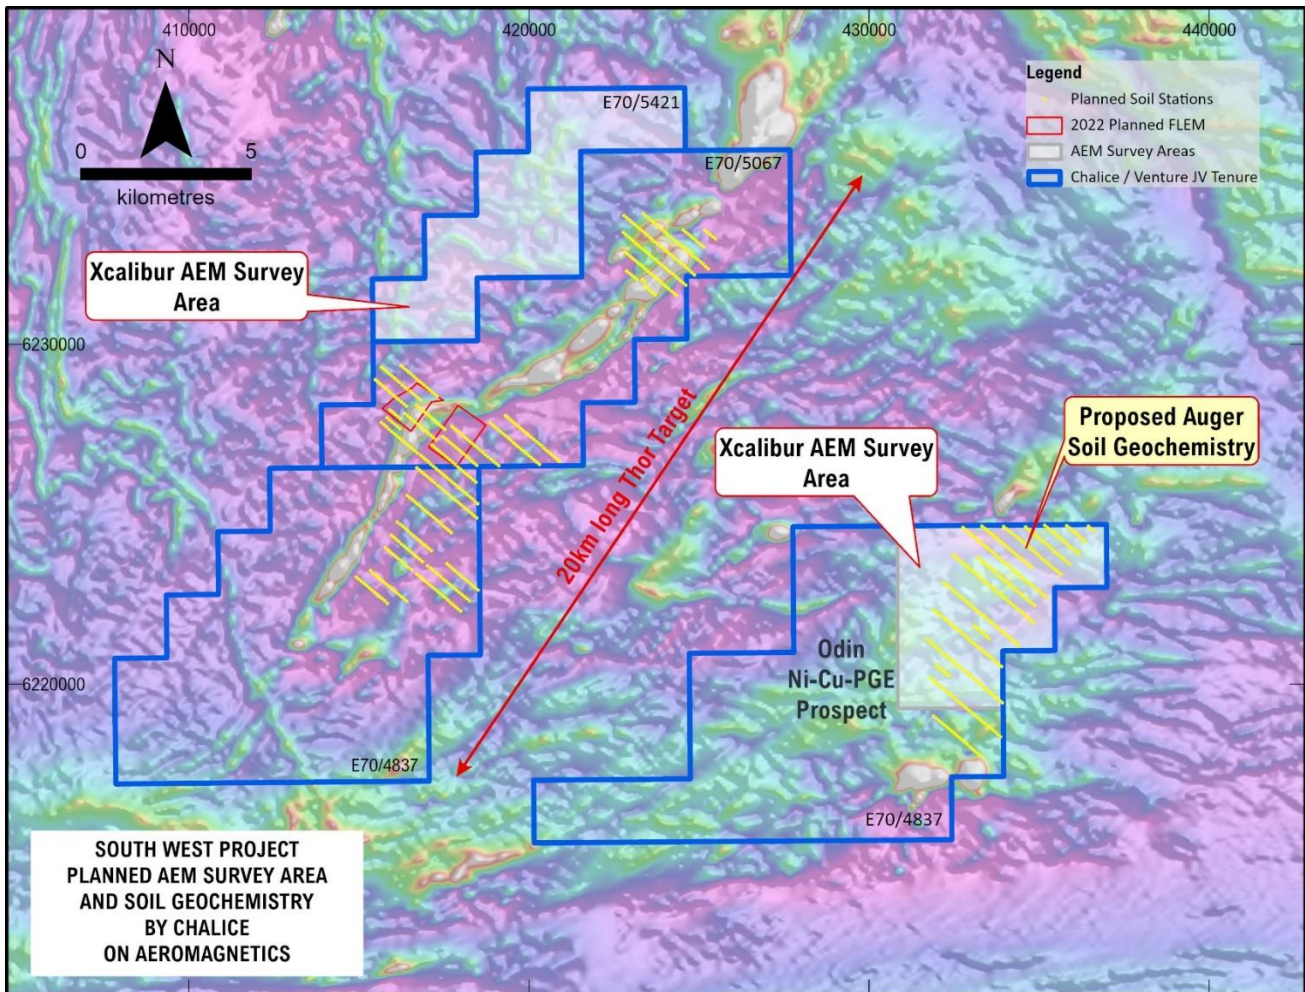 410000
420000
430000
440000
N
0
5
kilometres
Legend
Planned Soil Stations
2022 Planned FLEM
AEM Survey Areas
Chalice / Venture JV Tenure
E70/5421
E70/5067
Xcalibur AEM Survey
Area
6230000
20km long Thor Target
Xcalibur AEM Survey
Area
Proposed Auger
Soil Geochemistry
Odin
Ni-Cu-PGE
Prospect
6220000
E70/4837
E70/4837
SOUTH WEST PROJECT
PLANNED AEM SURVEY AREA
AND SOIL GEOCHEMISTRY
BY CHALICE
ON AEROMAGNETICS